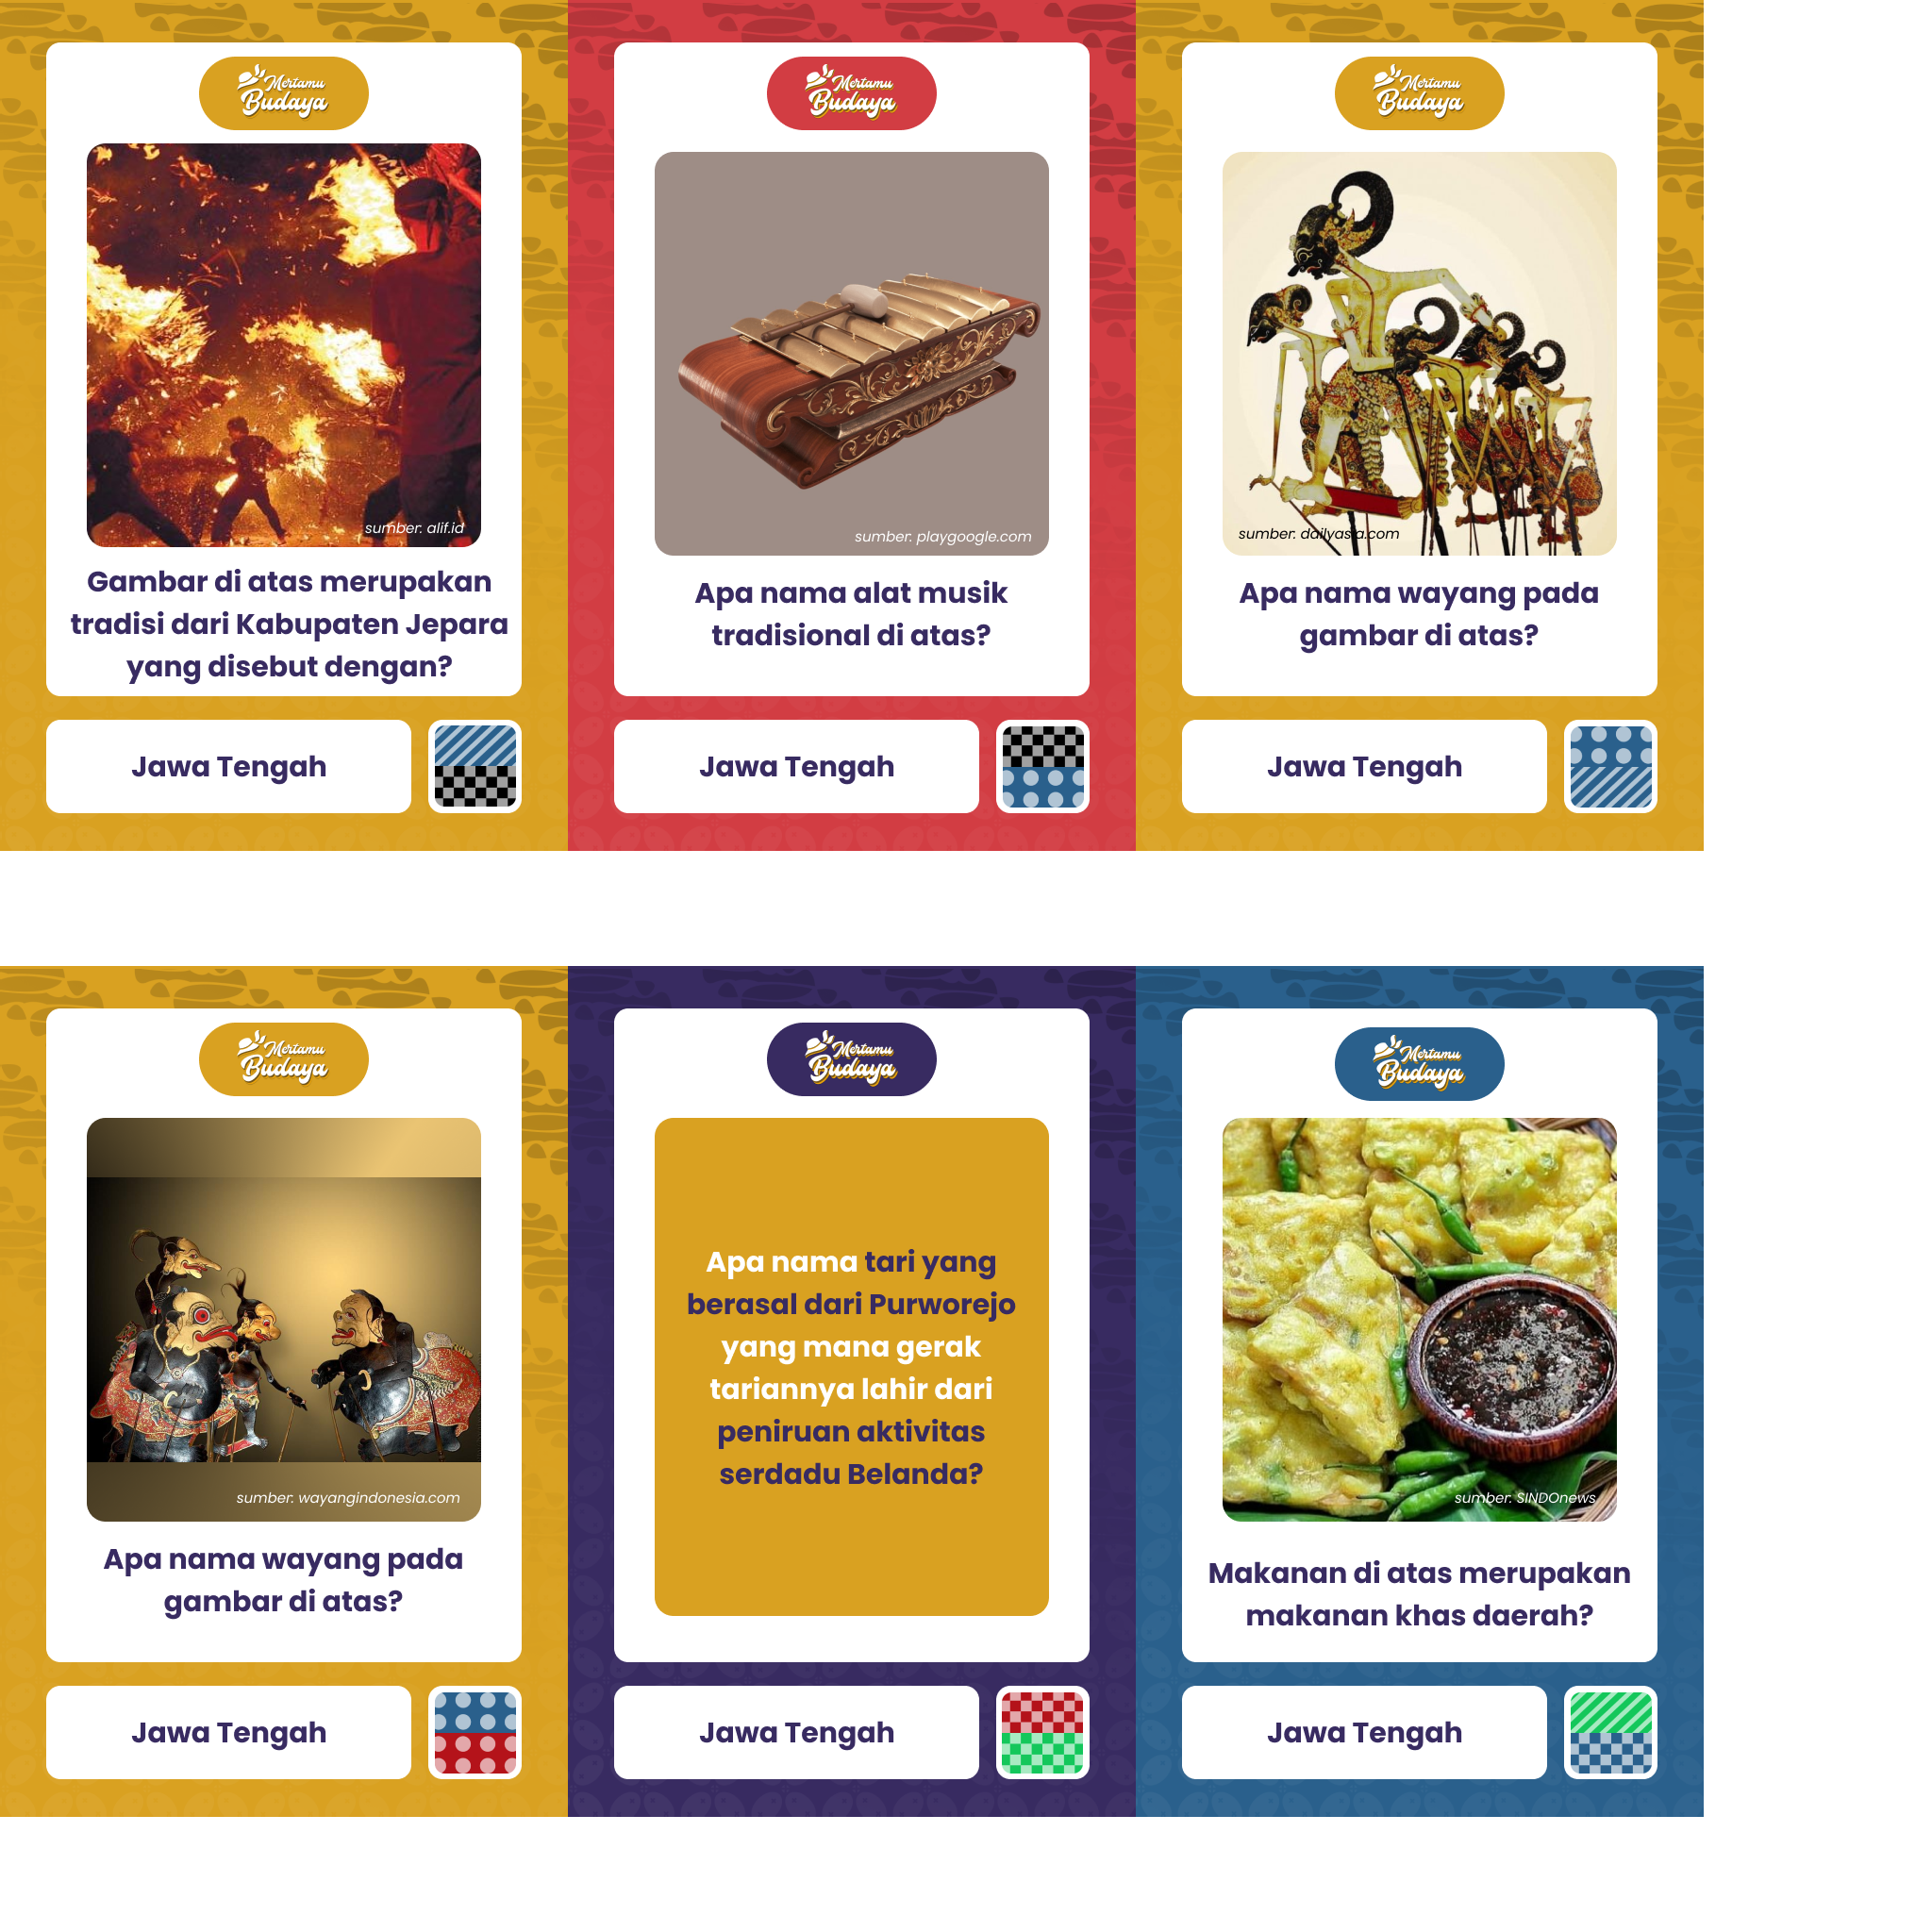 Mertamu
Budaya
sumber: alif.id
Gambar di atas merupakan
tradisi dari Kabupaten Jepara
yang disebut dengan?
Jawa Tengah
Mertamu
Budaya
sumber: playgoogle.com
Apa nama alat musik
tradisional di atas?
Jawa Tengah
Mertamu
Budaya
sumber: dailyasia.com
Apa nama wayang pada
gambar di atas?
Jawa Tengah
Mertamu
Budaya
sumber: wayangindonesia.com
Apa nama wayang pada
gambar di atas?
Jawa Tengah
Mertamu
Budaya
Apa nama tari yang
berasal dari Purworejo
yang mana gerak
tariannya lahir dari
peniruan aktivitas
serdadu Belanda?
Jawa Tengah
Mertamu
Budaya
sumber: SINDOnews
Makanan di atas merupakan
makanan khas daerah?
Jawa Tengah